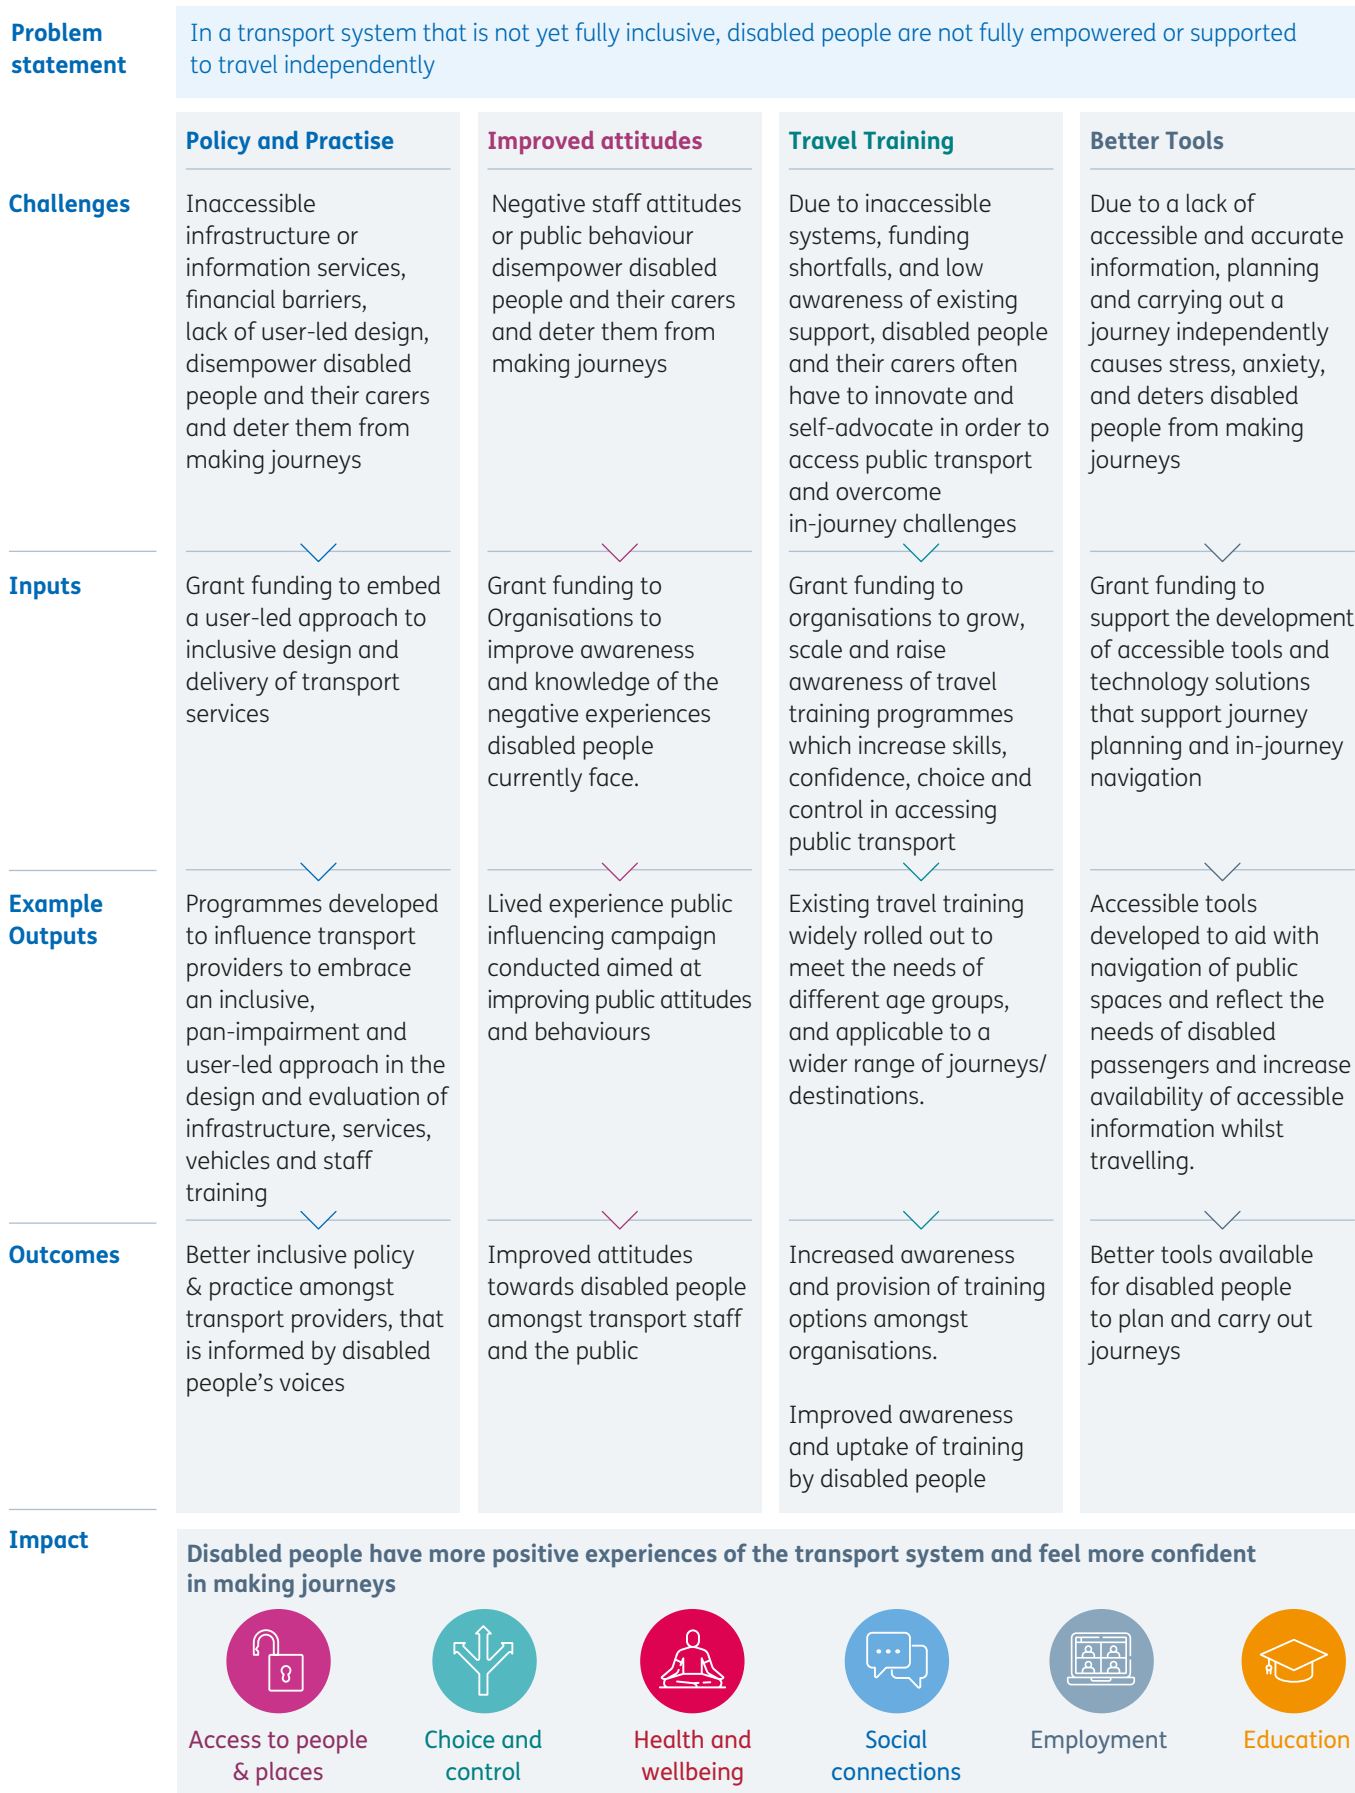 Problem
statement
In a transport system that is not yet fully inclusive, disabled people are not fully empowered or supported
to travel independently
Policy and Practise
Improved attitudes
Travel Training
Better Tools
Challenges
Inaccessible
infrastructure or
information services,
financial barriers,
lack of user-led design,
disempower disabled
people and their carers
and deter them from
making journeys
Negative staff attitudes
or public behaviour
disempower disabled
people and their carers
and deter them from
making journeys
Due to inaccessible
systems, funding
shortfalls, and low
awareness of existing
support, disabled people
and their carers often
have to innovate and
self-advocate in order to
access public transport
and overcome
in-journey challenges
Due to a lack of
accessible and accurate
information, planning
and carrying out a
journey independently
causes stress, anxiety,
and deters disabled
people from making
journeys
Inputs
Grant funding to embed
a user-led approach to
inclusive design and
delivery of transport
services
Grant funding to
Organisations to
improve awareness
and knowledge of the
negative experiences
disabled people
currently face.
Grant funding to
organisations to grow,
scale and raise
awareness of travel
training programmes
which increase skills,
confidence, choice and
control in accessing
public transport
Grant funding to
support the development
of accessible tools and
technology solutions
that support journey
planning and in-journey
navigation
Example
Outputs
Programmes developed
to influence transport
providers to embrace
an inclusive,
pan-impairment and
user-led approach in the
design and evaluation of
infrastructure, services,
vehicles and staff
training
Lived experience public
influencing campaign
conducted aimed at
improving public attitudes
and behaviours
Existing travel training
widely rolled out to
meet the needs of
different age groups,
and applicable to a
wider range of journeys/
destinations.
Accessible tools
developed to aid with
navigation of public
spaces and reflect the
needs of disabled
passengers and increase
availability of accessible
information whilst
travelling.
Outcomes
Better inclusive policy
& practice amongst
transport providers, that
is informed by disabled
people's voices
Improved attitudes
towards disabled people
amongst transport staff
and the public
Increased awareness
and provision of training
options amongst
organisations.
Improved awareness
and uptake of training
by disabled people
Better tools available
for disabled people
to plan and carry out
journeys
Impact
Disabled people have more positive experiences of the transport system and feel more confident
in making journeys
Access to people
& places
Choice and
control
Health and
wellbeing
Social
connections
Employment
Education